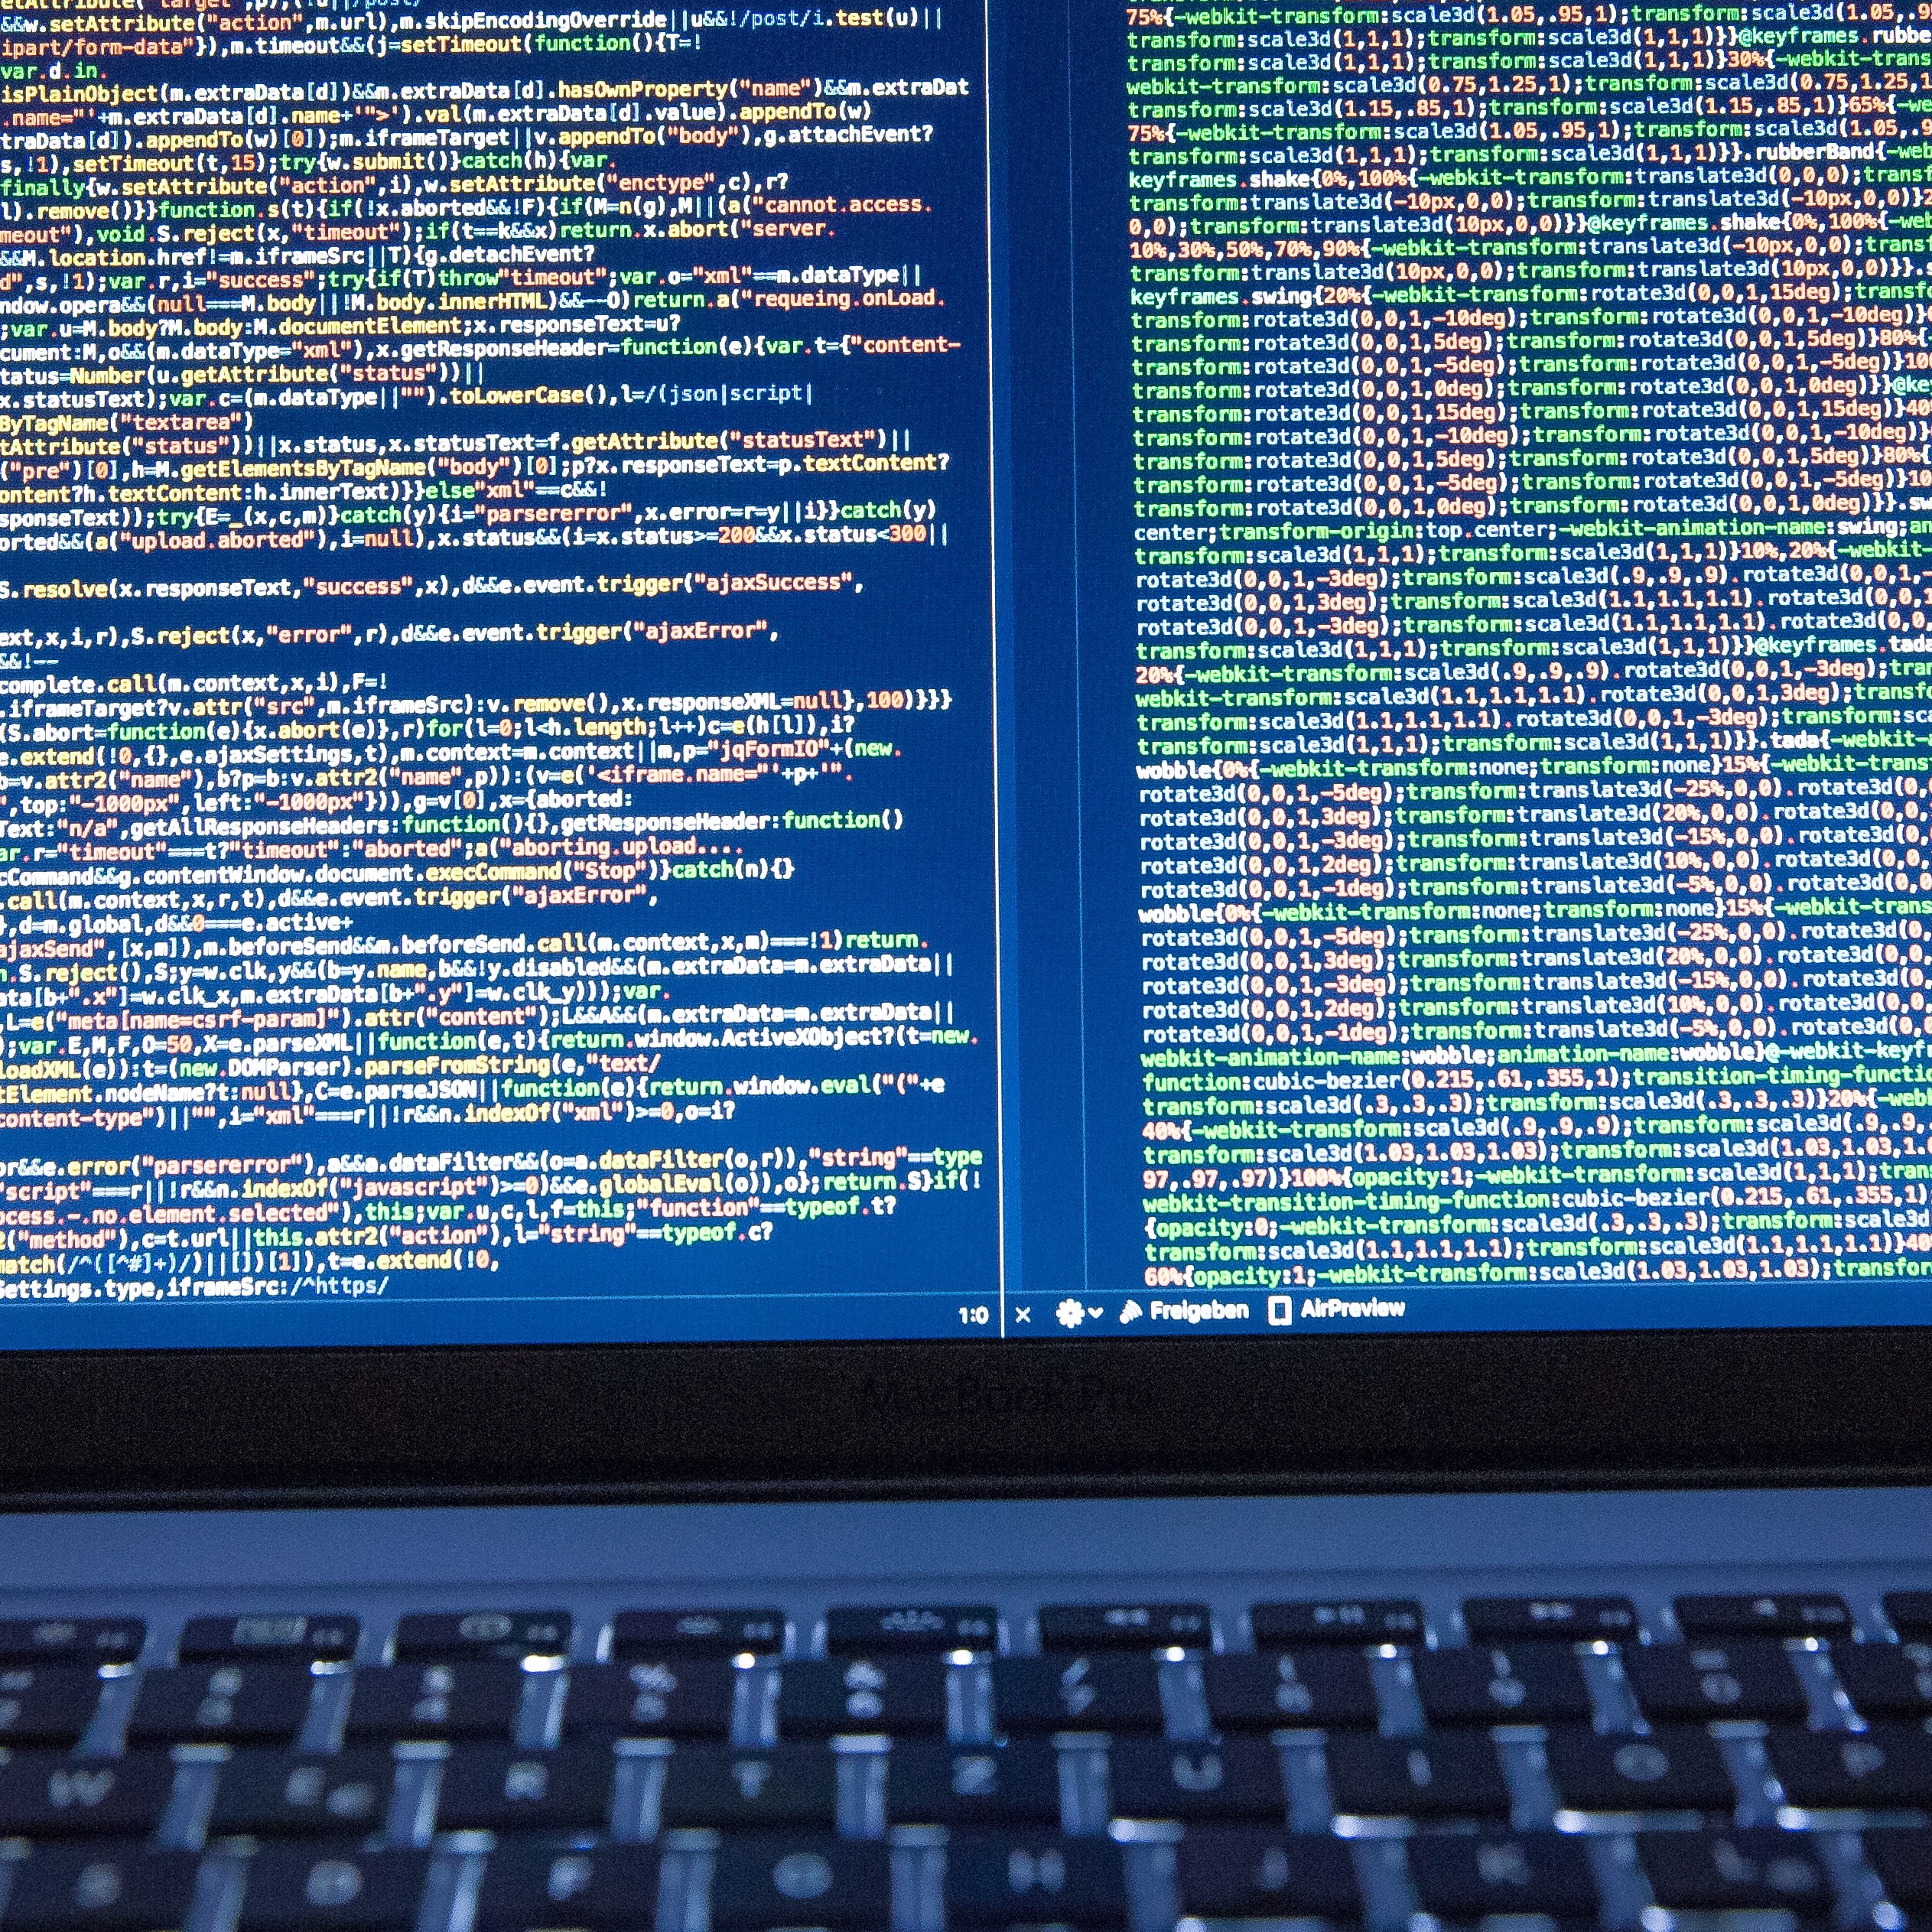 &&w.setAttribute("action",m.url),m.skipEncodingOverride||u&&!/post/i.test(u)||
ipart/form-data"}),m.timeout&&(j=setTimeout(function(){T=!
var.d.in.
isPlainObject(m.extraData[d])&&m.extraData[d].hasOwnProperty("name")&&m.extraDat
.name="'+m.extraData[d].name+'">').val(m.extraData[d].value).appendTo(w)
traData[d]).appendTo(w)[0]);m.iframeTarget||v.appendTo("body"),g.attachEvent?
s,!1),setTimeout(t,15);try{w.submit()}catch(h){var.
finally{w.setAttribute("action",i),w.setAttribute("enctype",c),r?
l).remove()}}function.s(t){if(!x.aborted&&!F){if(M=n(g),M||(a("cannot.access.
meout"),void.S.reject(x,"timeout");if(t==k&&x)return.x.abort("server.
&&M.location.href!=m.iframeSrc||T){g.detachEvent?
d",s,!1);var.r,i="success";try{if(T)throw"timeout";var.o="xml"==m.dataType||
ndow.opera&&(null===M.body||!M.body.innerHTML)&&--O)return.a("requeing.onLoad.
;var.u=M.body?M.body:M.documentElement;x.responseText=u?
cument:M,o&&(m.dataType="xml"),x.getResponseHeader=function(e){var.t={"content-
tatus=Number(u.getAttribute("status"))||
x.statusText);var.c=(m.dataType||"").toLowerCase(),l=/(json|script|
ByTagName("textarea")
tAttribute("status"))||x.status,x.statusText=f.getAttribute("statusText")||
("pre")[0],h=M.getElementsByTagName("body")[0];p?x.responseText=p.textContent?
ontent?h.textContent:h.innerText)}}else"xml"==c&&!
sponseText));try{E=_(x,c,m)}catch(y){i="parsererror",x.error=r=y||i}}catch(y)
orted&&(a("upload.aborted"),i=null),x.status&&(i=x.status>=200&&x.status<300||
S.resolve(x.responseText,"success",x),d&&e.event.trigger("ajaxSuccess",
ext,x,i,r),S.reject(x,"error",r),d&&e.event.trigger("ajaxError",
&&!--
complete.call(m.context,x,i),F=!
.iframeTarget?v.attr("src",m.iframeSrc):v.remove(),x.responseXML=null},100)}}}
(S.abort=function(e){x.abort(e)},r)for(l=0;l<h.length;l++)c=e(h[l]),i?
e.extend(!0,{},e.ajaxSettings,t),m.context=m.context||m,p="jqFormIO"+(new.
b=v.attr2("name"),b?p=b:v.attr2("name",p)):(v=e('<iframe.name="'+p+'".
",top:"-1000px",left:"-1000px"})),g=v[0],x={aborted:
Text:"n/a",getAllResponseHeaders:function(){},getResponseHeader:function()
ar.r="timeout"===t?"timeout":"aborted";a("aborting.upload....
cCommand&&g.contentWindow.document.execCommand("Stop")}catch(n){}
.call(m.context,x,r,t),d&&e.event.trigger("ajaxError",
},d=m.global,d&&0===e.active+
ajaxSend",[x,m]),m.beforeSend&&m.beforeSend.call(m.context,x,m)===!1)return.
n.S.reject(),S;y=w.clk,y&&(b=y.name,b&&!y.disabled&&(m.extraData=m.extraData||
ata[b+".x"]=w.clk_x,m.extraData[b+".y"]=w.clk_y)));var.
,L=e("meta[name=csrf-param]").attr("content");L&&A&&(m.extraData=m.extraData||
);var.E,M,F,O=50,X=e.parseXML||function(e,t){return.window.ActiveXObject?(t=new.
loadXML(e)):t=(new.DOMParser).parseFromString(e,"text/
tElement.nodeName?t:null},C=e.parseJSON||function(e){return.window.eval("("+e
content-type")||"",i="xml"===r||!r&&n.indexOf("xml")>=0,o=i?
or&&e.error("parsererror"),a&&a.dataFilter&&(o=a.dataFilter(o,r)),"string"==type
"script"===r||!r&&n.indexOf("javascript")>=0)&&e.globalEval(o)),o};return.S}if(!
ocess.-.no.element.selected"),this;var.u,c,l,f=this;"function"==typeof.t?
2("method"),c=t.url||this.attr2("action"),l="string"==typeof.c?
match(/^([^#]+)/)||[])[1]),t=e.extend(!0,
Settings.type,iframeSrc:/^https/
1:0
75%{-webkit-transform:scale3d(1.05,.95,1);transform:scale3d(1.05,.9
transform:scale3d(1,1,1);transform:scale3d(1,1,1)}}@keyframes.rubbe
transform:scale3d(1,1,1);transform:scale3d(1,1,1)}30%{-webkit-trans
webkit-transform:scale3d(0.75,1.25,1);transform:scale3d(0.75,1.25,1
transform:scale3d(1.15,.85,1);transform:scale3d(1.15,.85,1)}65%{-we
75%{-webkit-transform:scale3d(1.05,.95,1);transform:scale3d(1.05,.9
transform:scale3d(1,1,1);transform:scale3d(1,1,1)}}.rubberBand{-web
keyframes.shake{0%,100%{-webkit-transform:translate3d(0,0,0);transf
transform:translate3d(-10px,0,0);transform:translate3d(-10px,0,0)}2
0,0);transform:translate3d(10px,0,0)}}@keyframes.shake{0%,100%{-web
10%,30%,50%,70%,90%{-webkit-transform:translate3d(-10px,0,0);transf
transform:translate3d(10px,0,0);transform:translate3d(10px,0,0)}}.s
keyframes.swing{20%{-webkit-transform:rotate3d(0,0,1,15deg);transfo
transform:rotate3d(0,0,1,-10deg);transform:rotate3d(0,0,1,-10deg)}6
transform:rotate3d(0,0,1,5deg);transform:rotate3d(0,0,1,5deg)}80%{-
transform:rotate3d(0,0,1,-5deg);transform:rotate3d(0,0,1,-5deg)}100
transform:rotate3d(0,0,1,0deg);transform:rotate3d(0,0,1,0deg)}}@key
transform:rotate3d(0,0,1,15deg);transform:rotate3d(0,0,1,15deg)}40%
transform:rotate3d(0,0,1,-10deg);transform:rotate3d(0,0,1,-10deg)}
transform:rotate3d(0,0,1,5deg);transform:rotate3d(0,0,1,5deg)}80%{
transform:rotate3d(0,0,1,-5deg);transform:rotate3d(0,0,1,-5deg)}10
transform:rotate3d(0,0,1,0deg);transform:rotate3d(0,0,1,0deg)}}.sw
center;transform-origin:top.center;-webkit-animation-name:swing;an
transform:scale3d(1,1,1);transform:scale3d(1,1,1)}10%,20%{-webkit-
rotate3d(0,0,1,-3deg);transform:scale3d(.9,.9,.9).rotate3d(0,0,1,-
rotate3d(0,0,1,3deg);transform:scale3d(1.1,1.1,1.1).rotate3d(0,0,1
rotate3d(0,0,1,-3deg);transform:scale3d(1.1,1.1,1.1).rotate3d(0,0,
transform:scale3d(1,1,1);transform:scale3d(1,1,1)}}@keyframes.tada
20%{-webkit-transform:scale3d(.9,.9,.9).rotate3d(0,0,1,-3deg);tran
webkit-transform:scale3d(1.1,1.1,1.1).rotate3d(0,0,1,3deg);transf
transform:scale3d(1.1,1.1,1.1).rotate3d(0,0,1,-3deg);transform:sc
transform:scale3d(1,1,1);transform:scale3d(1,1,1)}}.tada{-webkit-
wobble{0%{-webkit-transform:none;transform:none}15%{-webkit-trans
rotate3d(0,0,1,-5deg);transform:translate3d(-25%,0,0).rotate3d(0,
rotate3d(0,0,1,3deg);transform:translate3d(20%,0,0).rotate3d(0,0,
rotate3d(0,0,1,-3deg);transform:translate3d(-15%,0,0).rotate3d(0,
rotate3d(0,0,1,2deg);transform:translate3d(10%,0,0).rotate3d(0,0,
rotate3d(0,0,1,-1deg);transform:translate3d(-5%,0,0).rotate3d(0,0
wobble{0%{-webkit-transform:none;transform:none}15%{-webkit-trans
rotate3d(0,0,1,-5deg);transform:translate3d(-25%,0,0).rotate3d(0,
rotate3d(0,0,1,3deg);transform:translate3d(20%,0,0).rotate3d(0,0,
rotate3d(0,0,1,-3deg);transform:translate3d(-15%,0,0).rotate3d(0,
rotate3d(0,0,1,2deg);transform:translate3d(10%,0,0).rotate3d(0,0,
rotate3d(0,0,1,-1deg);transform:translate3d(-5%,0,0).rotate3d(0,0
webkit-animation-name:wobble;animation-name:wobble}@-webkit-keyfr
function:cubic-bezier(0.215,.61,.355,1);transition-timing-functio
transform:scale3d(.3,.3,.3);transform:scale3d(.3,.3,.3)}20%{-webk
40%{-webkit-transform:scale3d(.9,.9,.9);transform:scale3d(.9,.9,
transform:scale3d(1.03,1.03,1.03);transform:scale3d(1.03,1.03,1.
97,.97,.97)}100%{opacity:1;-webkit-transform:scale3d(1,1,1);tran
webkit-transition-timing-function:cubic-bezier(0.215,.61,.355,1)
{opacity:0;-webkit-transform:scale3d(.3,.3,.3);transform:scale3d
transform:scale3d(1.1,1.1,1.1);transform:scale3d(1.1,1.1,1.1)}40
60%{opacity:1;-webkit-transform:scale3d(1.03,1.03,1.03);transfor
Freigeben AirPreview
MacBook Pro
W E R T Z U I O P